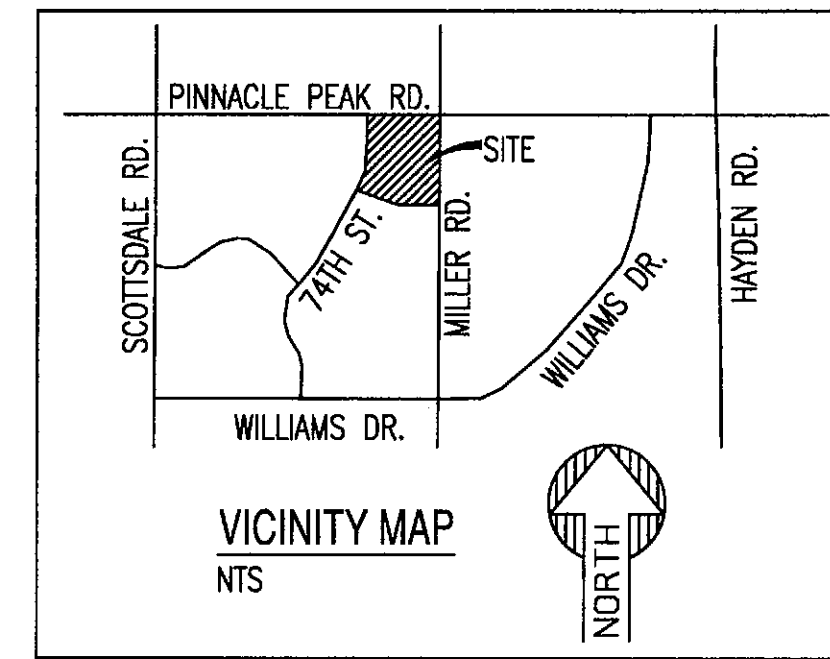 PINNACLE PEAK RD.
SITE
SCOTTSDALE RD.
74TH ST.
MILLER RD.
WILLIAMS DR.
HAYDEN RD.
WILLIAMS DR.
VICINITY MAP
NTS
NORTH